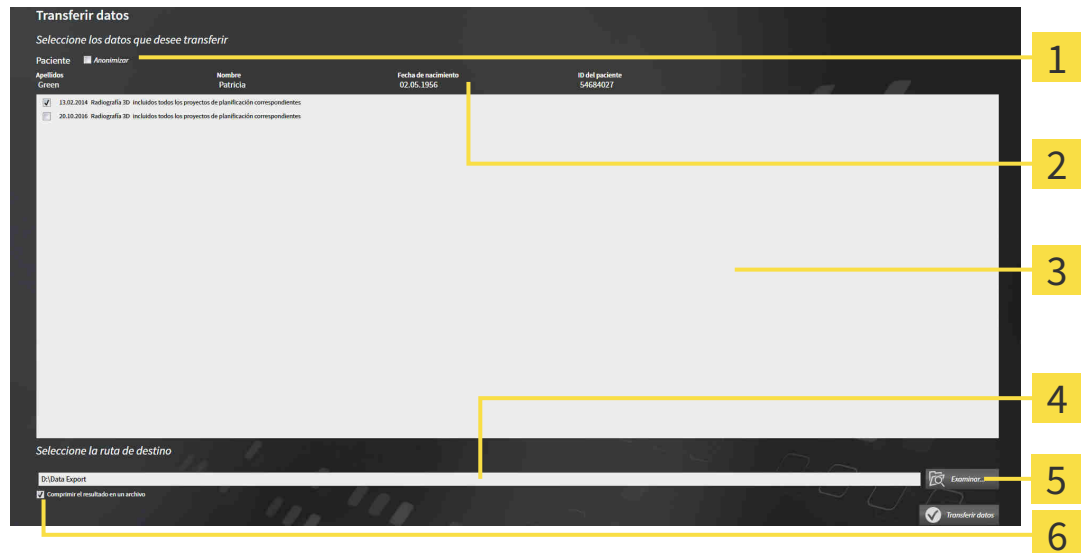 Transferir datos
Seleccione los datos que desee transferir
Paciente Anonimizar
Apellidos Nombre Fecha de nacimiento ID del paciente
Green Patricia 02.05.1956 54684027
13.02.2014 Radiografía 3D incluidos todos los proyectos de planificación correspondientes
20.10.2016 Radiografía 3D incluidos todos los proyectos de planificación correspondientes
Seleccione la ruta de destino
D:\Data Export
Examinar...
Comprimir el resultado en un archivo
Transferir datos
1
2
3
4
5
6